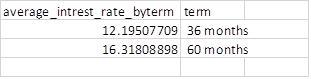 average_intrest_rate_byterm term
12.19507709 36 months
16.31808898 60 months